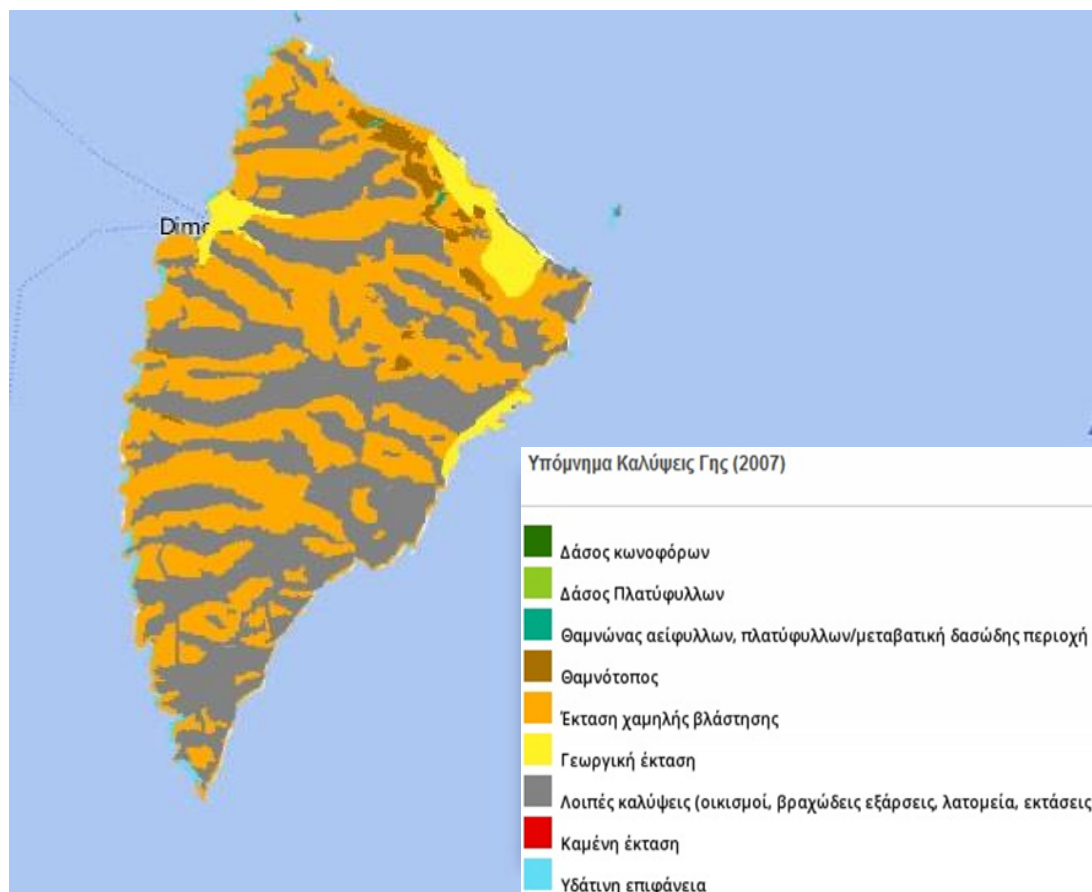 Dimo
Υπόμνημα Καλύψεις Γης (2007)
Δάσος κωνοφόρων
Δάσος Πλατύφυλλων
Θαμνώνας αείφυλλων, πλατύφυλλων/μεταβατική δασώδης περιοχή
Θαμνότοπος
Έκταση χαμηλής βλάστησης
Γεωργική έκταση
Λοιπές καλύψεις (οικισμοί, βραχώδεις εξάρσεις, λατομεία, εκτάσεις
Καμένη έκταση
Υδάτινη επιφάνεια